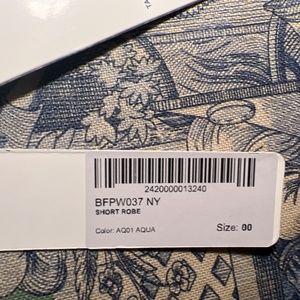 2420000013240
BFPW037 NY
SHORT ROBE
Color: AQ01 AQUA Size: 00